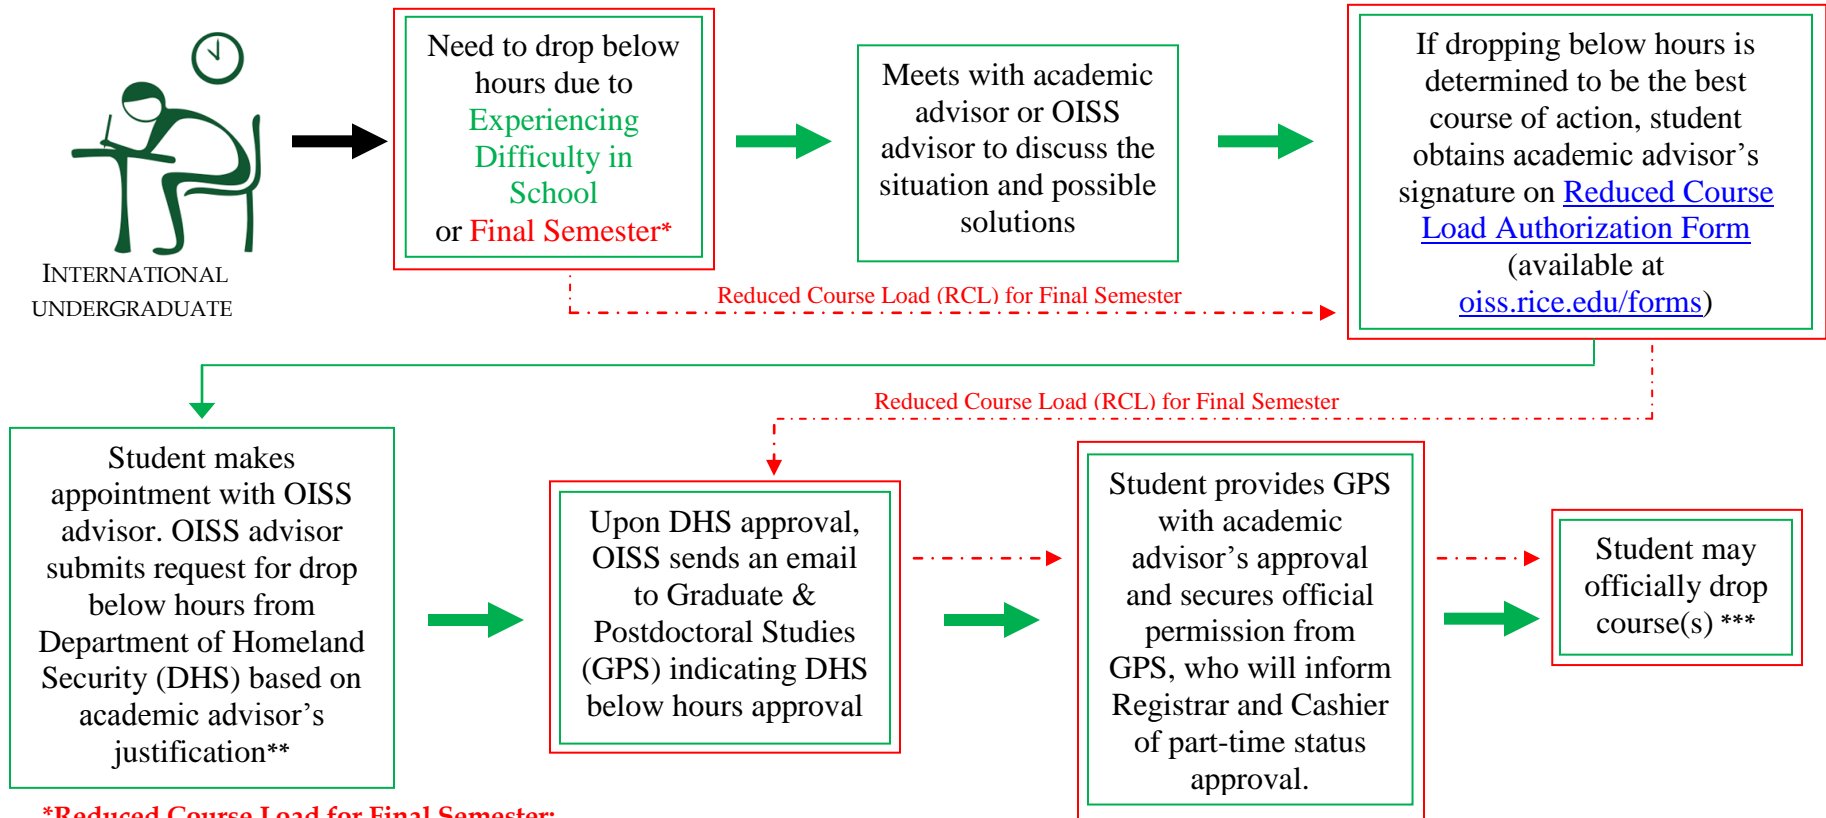 INTERNATIONAL
UNDERGRADUATE
Need to drop below
hours due to
Experiencing
Difficulty in
School
or Final Semester*
Meets with academic
advisor or OISS
advisor to discuss the
situation and possible
solutions
If dropping below hours is
determined to be the best
course of action, student
obtains academic advisor’s
signature on Reduced Course
Load Authorization Form
(available at
oiss.rice.edu/forms)
Reduced Course Load (RCL) for Final Semester
Reduced Course Load (RCL) for Final Semester
Student makes
appointment with OISS
advisor. OISS advisor
submits request for drop
below hours from
Department of Homeland
Security (DHS) based on
academic advisor’s
justification**
Upon DHS approval,
OISS sends an email
to Graduate &
Postdoctoral Studies
(GPS) indicating DHS
below hours approval
Student provides GPS
with academic
advisor’s approval
and secures official
permission from
GPS, who will inform
Registrar and Cashier
of part-time status
approval.
Student may
officially drop
course(s) ***
*Reduced Course Load for Final Semester: